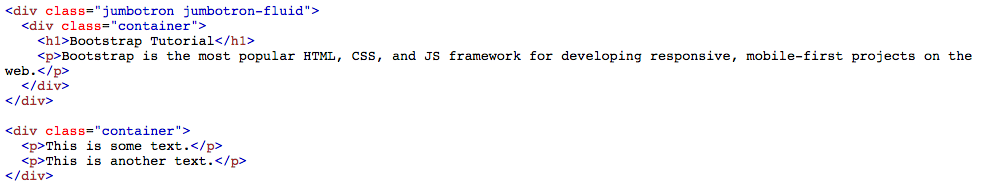 <div class="jumbotron jumbotron-fluid">
  <div class="container">
    <h1>Bootstrap Tutorial</h1>
    <p>Bootstrap is the most popular HTML, CSS, and JS framework for developing responsive, mobile-first projects on the
web.</p>
  </div>
</div>

<div class="container">
  <p>This is some text.</p>
  <p>This is another text.</p>
</div>